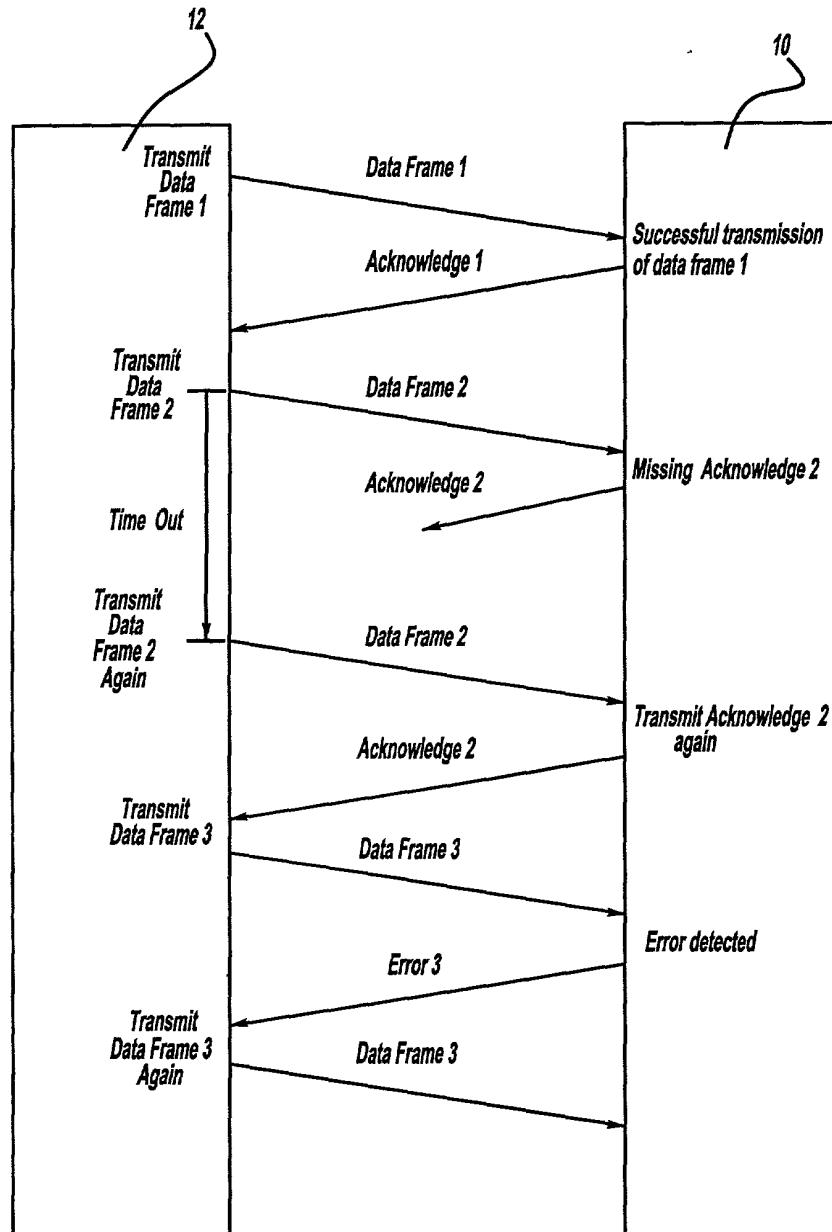 12
10
Transmit
Data
Frame 1
Data Frame 1
Successful transmission
of data frame 1
Acknowledge 1
Transmit
Data
Frame 2
Data Frame 2
Missing Acknowledge 2
Acknowledge 2
Time Out
Transmit
Data
Frame 2
Again
Data Frame 2
Transmit Acknowledge 2
again
Acknowledge 2
Transmit
Data Frame 3
Data Frame 3
Error detected
Error 3
Transmit
Data Frame 3
Again
Data Frame 3